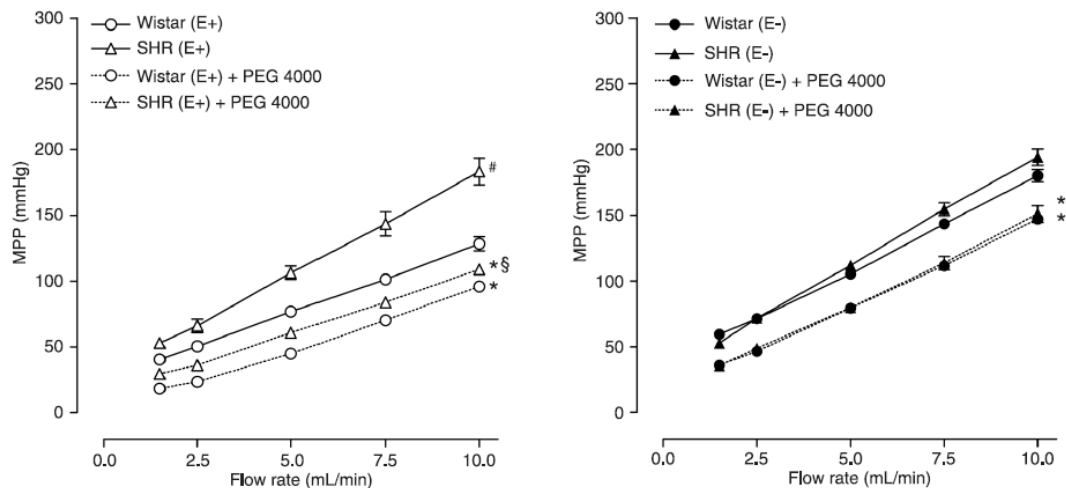 Wistar (E+)
SHR (E+)
Wistar (E+) + PEG 4000
SHR (E+) + PEG 4000
300
250
200
150
100
50
0
MPP (mmHg)
#
*§
*
0.0 2.5 5.0 7.5 10.0
Flow rate (mL/min)
Wistar (E-)
SHR (E-)
Wistar (E-) + PEG 4000
SHR (E-) + PEG 4000
300
250
200
150
100
50
0
MPP (mmHg)
*
*
0.0 2.5 5.0 7.5 10.0
Flow rate (mL/min)